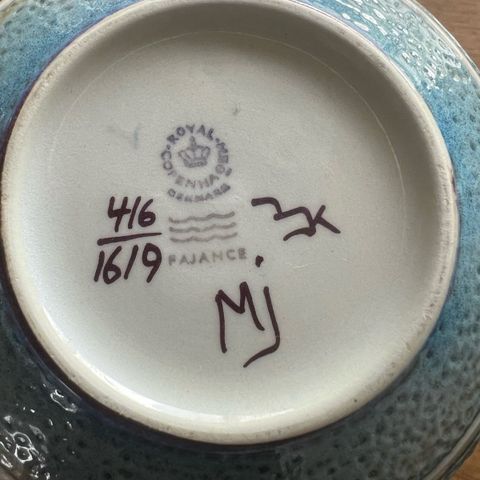 ROYAL
COPENHAGEN
DENMARK
416
1619
FAJANCE
MJ